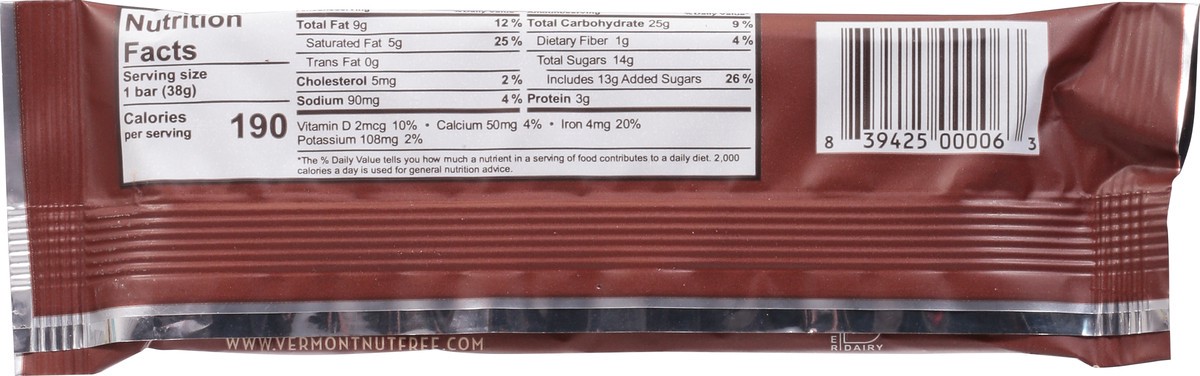 Nutrition
Facts
Serving size
1 bar (38g)
Calories
per serving 190
Total Fat 9g 12%
Saturated Fat 5g 25%
Trans Fat 0g
Cholesterol 5mg 2%
Sodium 90mg 4%
Total Carbohydrate 25g 9%
Dietary Fiber 1g 4%
Total Sugars 14g
Includes 13g Added Sugars 26%
Protein 3g
Vitamin D 2mcg 10% • Calcium 50mg 4% • Iron 4mg 20%
Potassium 108mg 2%
*The % Daily Value tells you how much a nutrient in a serving of food contributes to a daily diet. 2,000
calories a day is used for general nutrition advice.
8 39425 00006 3
WWW.VERMONTNUTFREE.COM
DAIRY